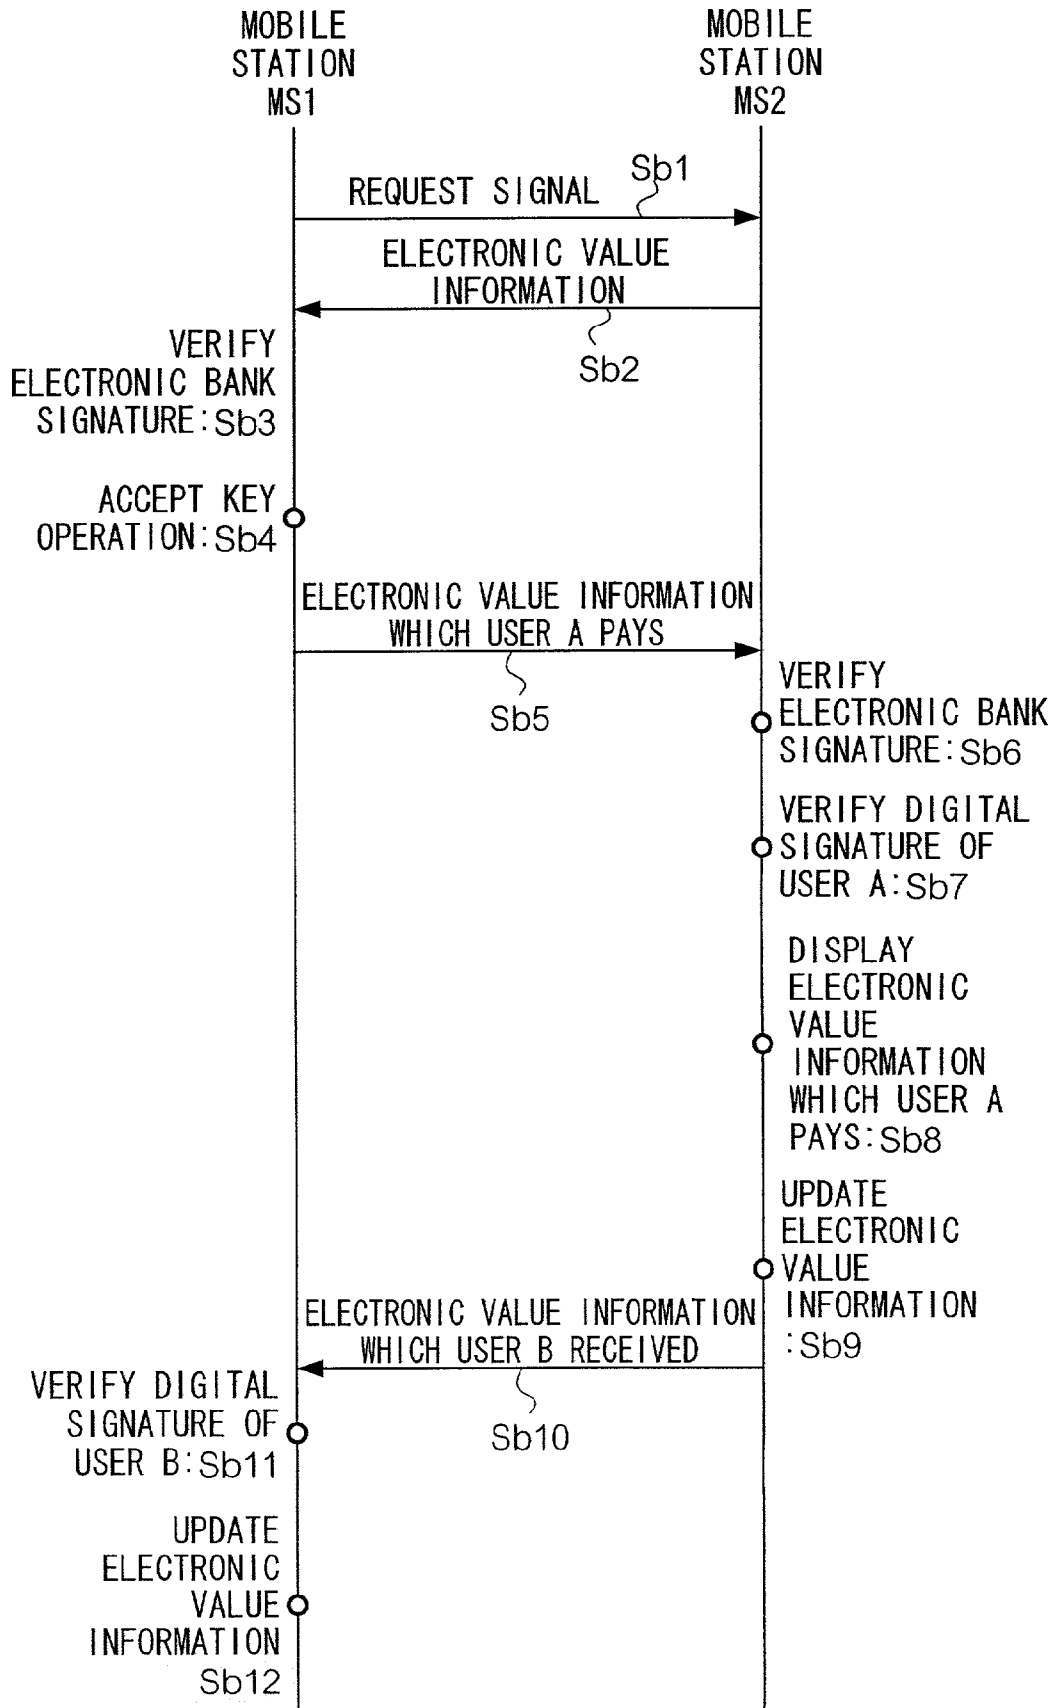 MOBILE
STATION
MS1
MOBILE
STATION
MS2
REQUEST SIGNAL
Sb1
ELECTRONIC VALUE
INFORMATION
Sb2
VERIFY
ELECTRONIC BANK
SIGNATURE:Sb3
ACCEPT KEY
OPERATION:Sb4
ELECTRONIC VALUE INFORMATION
WHICH USER A PAYS
Sb5
VERIFY
ELECTRONIC BANK
SIGNATURE:Sb6
VERIFY DIGITAL
SIGNATURE OF
USER A:Sb7
DISPLAY
ELECTRONIC
VALUE
INFORMATION
WHICH USER A
PAYS:Sb8
UPDATE
ELECTRONIC
VALUE
INFORMATION
:Sb9
ELECTRONIC VALUE INFORMATION
WHICH USER B RECEIVED
Sb10
VERIFY DIGITAL
SIGNATURE OF
USER B:Sb11
UPDATE
ELECTRONIC
VALUE
INFORMATION
Sb12